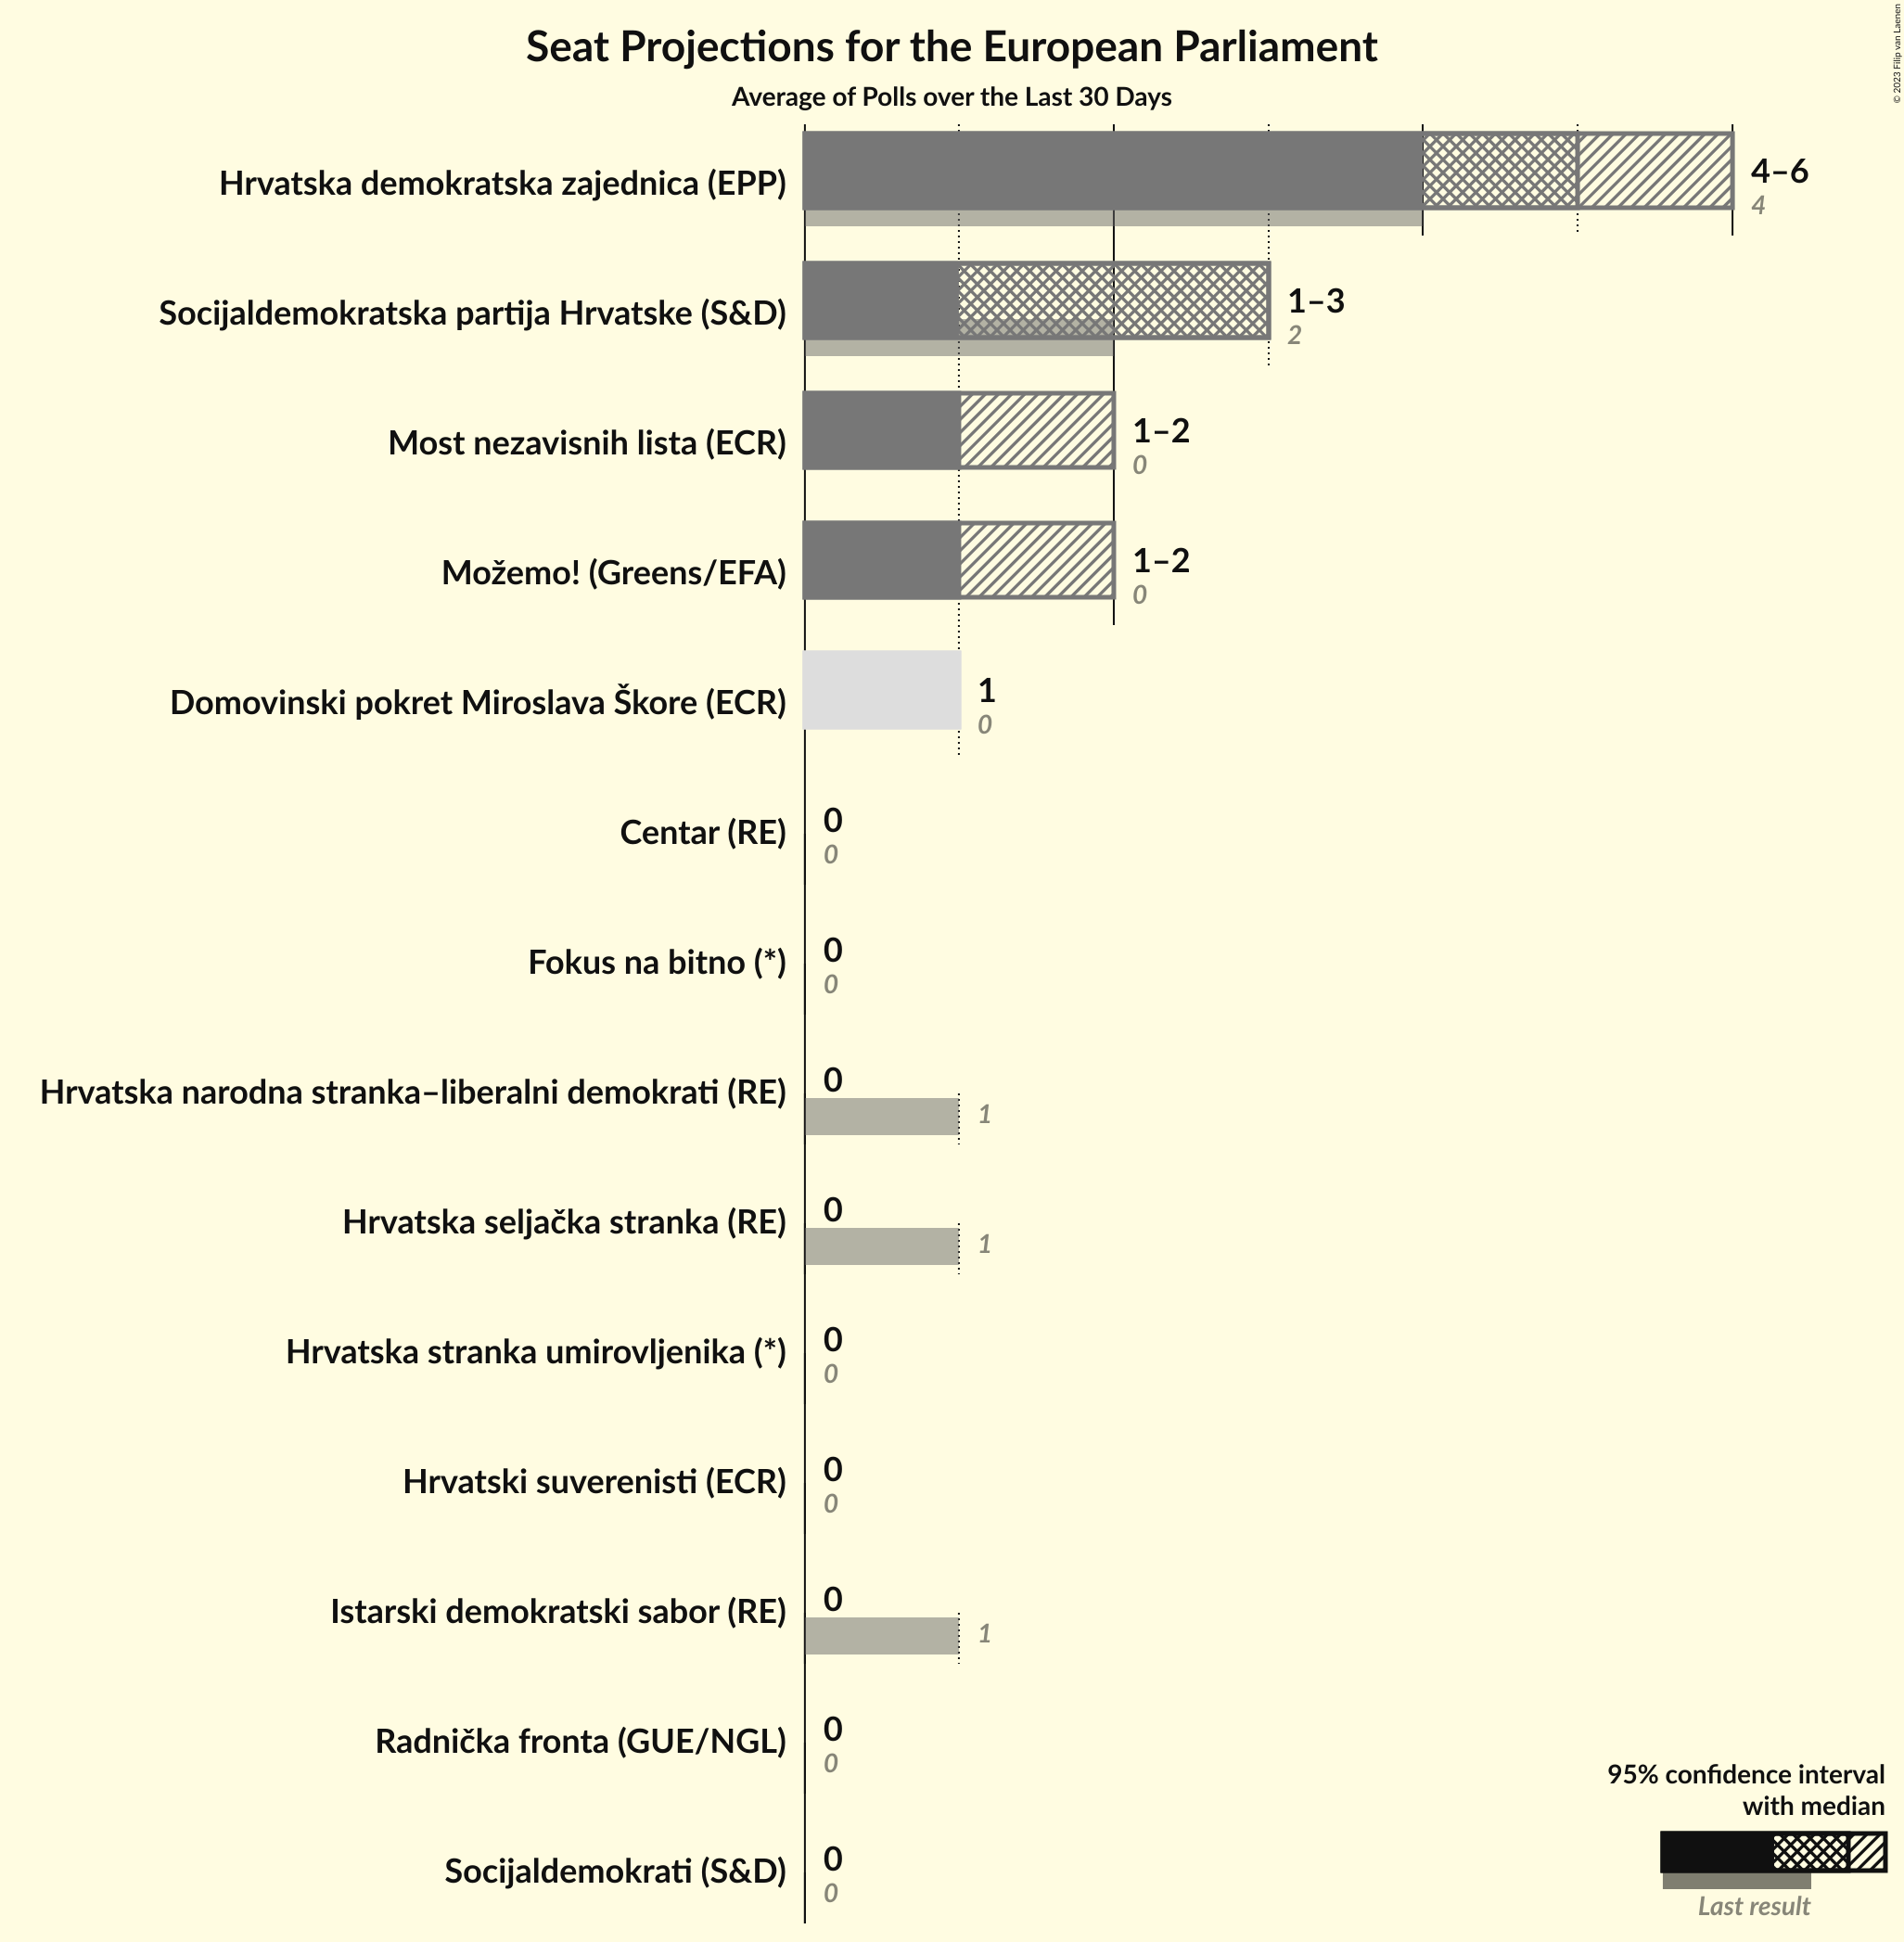 Seat Projections for the European Parliament
Average of Polls over the Last 30 Days
© 2023 Filip van Laenen
Hrvatska demokratska zajednica (EPP)
4–6
4
Socijaldemokratska partija Hrvatske (S&D)
1–3
2
Most nezavisnih lista (ECR)
1–2
0
Možemo! (Greens/EFA)
1–2
0
Domovinski pokret Miroslava Škore (ECR)
1
0
Centar (RE)
0
0
Fokus na bitno (*)
0
0
Hrvatska narodna stranka–liberalni demokrati (RE)
0
1
Hrvatska seljačka stranka (RE)
0
1
Hrvatska stranka umirovljenika (*)
0
0
Hrvatski suverenisti (ECR)
0
0
Istarski demokratski sabor (RE)
0
1
Radnička fronta (GUE/NGL)
0
0
Socijaldemokrati (S&D)
0
0
95% confidence interval
with median
Last result